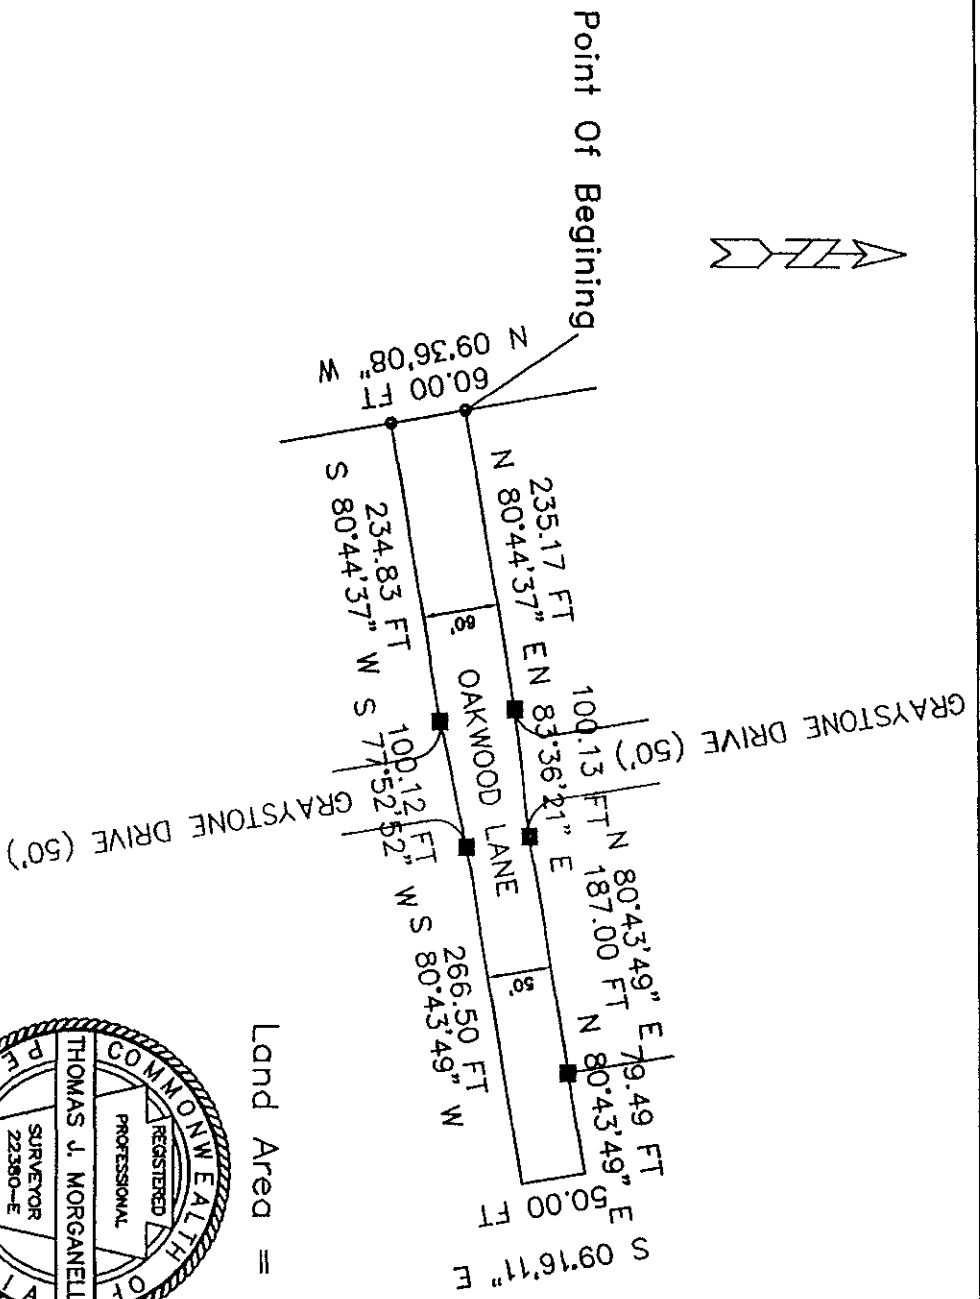 Point Of Begining
N 09°36'08" W
60.00 FT
235.17 FT
N 80°44'37" E
100.13 FT
N 83°36'21" E
N 80°43'49" E
187.00 FT
79.49 FT
N 80°43'49" E
GRAYSTONE DRIVE (50')
60'
OAKWOOD LANE
50'
50.00 FT
S 09°16'11" E
234.83 FT
S 80°44'37" W
100.12 FT
S 77°52'52" W
266.50 FT
S 80°43'49" W
GRAYSTONE DRIVE (50')
Land Area =
COMMONWEALTH OF
REGISTERED
PROFESSIONAL
THOMAS J. MORGANELL
SURVEYOR
22380-E